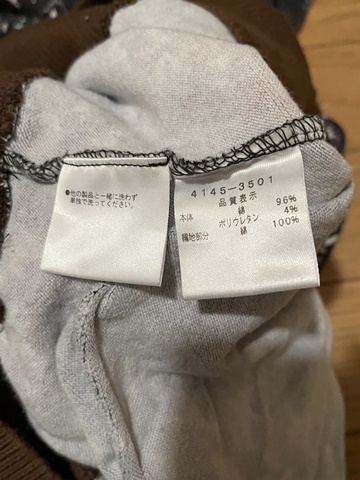 ●他の製品と一緒に洗わず
単独で洗ってください。
4145-3501
品質表示
本体 綿 96%
ポリウレタン 4%
編地部分 綿 100%